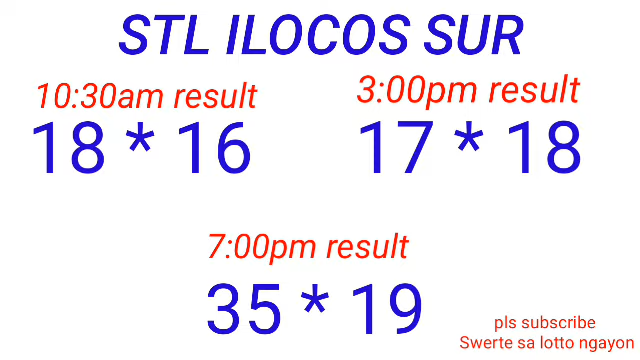 STL ILOCOS SUR
10:30am result
18 * 16
3:00pm result
17 * 18
7:00pm result
35 * 19
pls subscribe
Swerte sa lotto ngayon